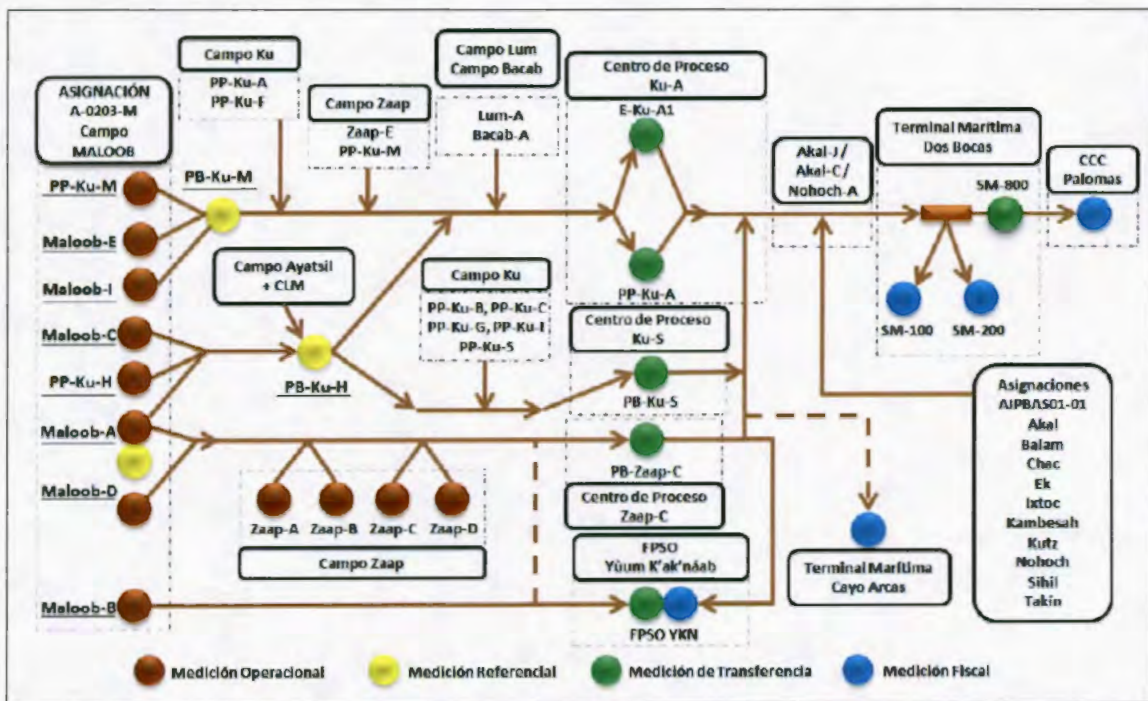 ASIGNACIÓN
A-0203-M
Campo
MALOOB
PP-Ku-M
Maloob-E
Maloob-I
Maloob-C
PP-Ku-H
Maloob-A
Maloob-D
Maloob-B
Campo Ku
PP-Ku-A
PP-Ku-F
PB-Ku-M
Campo Zaap
Zaap-E
PP-Ku-M
Campo Lum
Campo Bacab
Lum-A
Bacab-A
Campo Ayatsil
+ CLM
PB-Ku-H
Campo Ku
PP-Ku-B, PP-Ku-C
PP-Ku-G, PP-Ku-I
PP-Ku-S
Zaap-A
Zaap-B
Zaap-C
Zaap-D
Campo Zaap
Centro de Proceso
Ku-A
E-Ku-A1
PP-Ku-A
Centro de Proceso
Ku-S
PB-Ku-S
PB-Zaap-C
Centro de Proceso
Zaap-C
FPSO
Yùum K'ak'náab
FPSO YKN
Akal-J /
Akal-C /
Nohoch-A
Terminal Marítima
Dos Bocas
SM-800
SM-100
SM-200
CCC
Palomas
Terminal Marítima
Cayo Arcas
Asignaciones
AJPBAS01-01
Akal
Balam
Chac
Ek
Ixtoc
Kambesah
Kutz
Nohoch
Sihil
Takín
Medición Operacional
Medición Referencial
Medición de Transferencia
Medición Fiscal